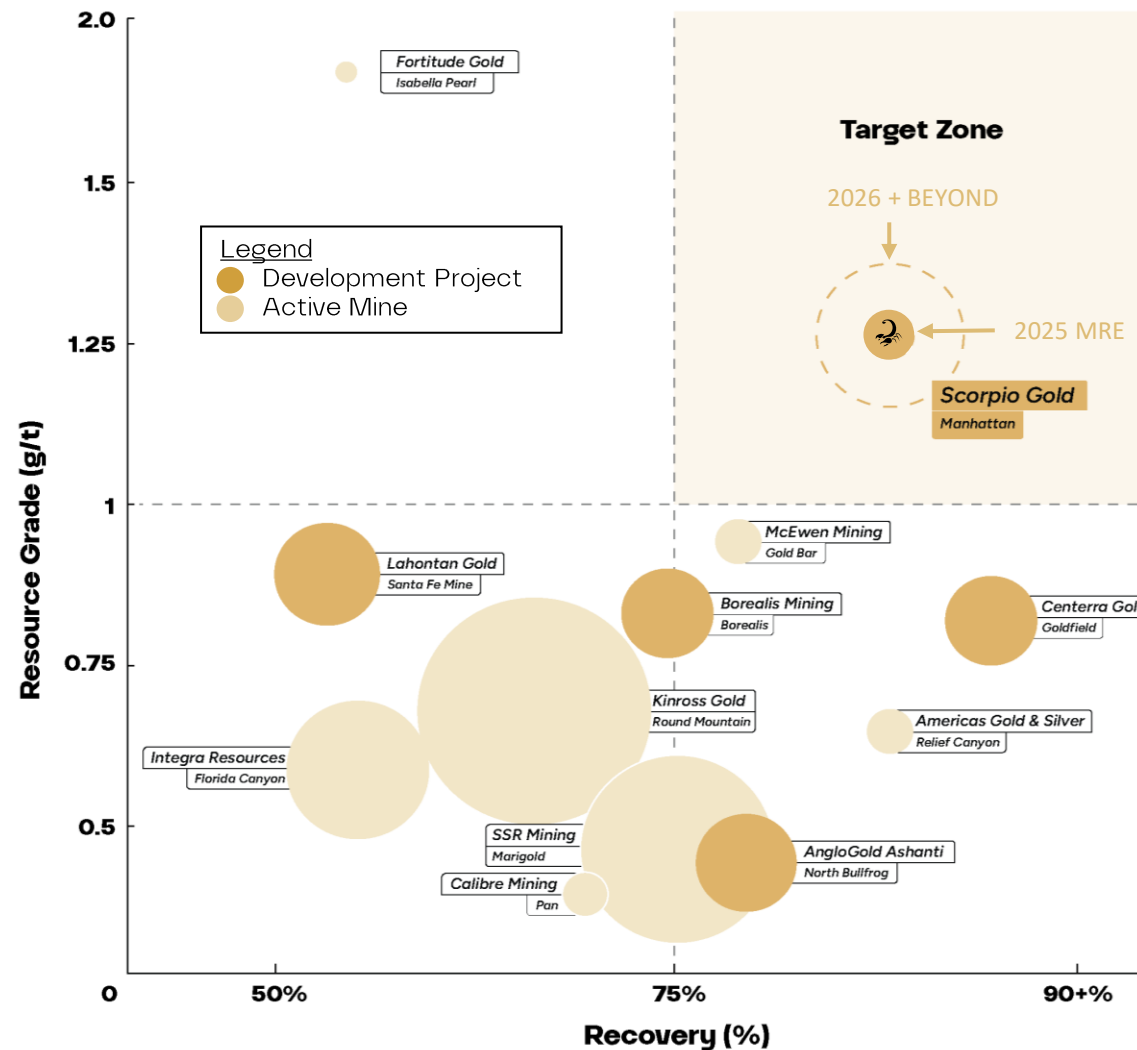 2.0
Fortitude Gold
Isabella Pearl
Target Zone
1.5
2026 + BEYOND
Legend
Development Project
Active Mine
1.25
2025 MRE
Scorpio Gold
Manhattan
Resource Grade (g/t)
1
McEwen Mining
Gold Bar
Lahontan Gold
Santa Fe Mine
Borealis Mining
Borealis
Centerra Gol
Goldfield
0.75
Kinross Gold
Round Mountain
Americas Gold & Silver
Relief Canyon
Integra Resources
Florida Canyon
0.5
SSR Mining
Marigold
AngloGold Ashanti
North Bullfrog
Calibre Mining
Pan
0
50%
75%
90+%
Recovery (%)